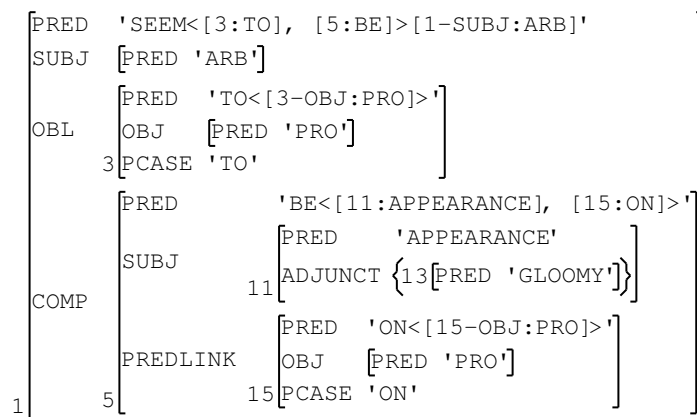 PRED 'SEEM<[3:TO], [5:BE]>[1-SUBJ:ARB]'
SUBJ [PRED 'ARB']
PRED 'TO<[3-OBJ:PRO]>'
OBL OBJ [PRED 'PRO']
3 PCASE 'TO'
PRED 'BE<[11:APPEARANCE], [15:ON]>'
PRED 'APPEARANCE'
SUBJ
11 ADJUNCT {13[PRED 'GLOOMY']}
COMP
PRED 'ON<[15-OBJ:PRO]>'
PREDLINK OBJ [PRED 'PRO']
1 5 15 PCASE 'ON'